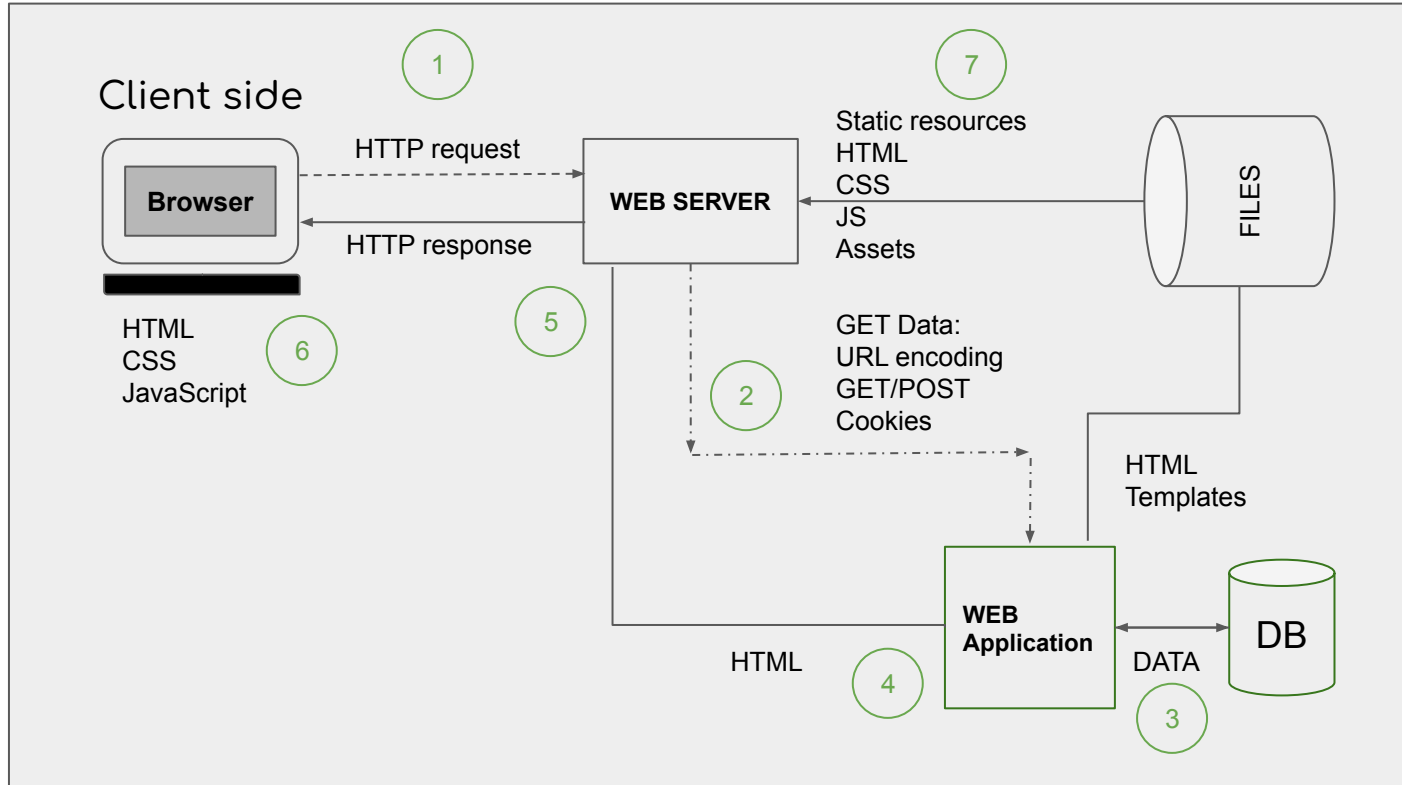 1
7
Client side
HTTP request
Browser
HTTP response
WEB SERVER
Static resources
HTML
CSS
JS
Assets
FILES
HTML
CSS
JavaScript
6
5
2
GET Data:
URL encoding
GET/POST
Cookies
HTML
Templates
WEB
Application
DB
HTML
4
DATA
3